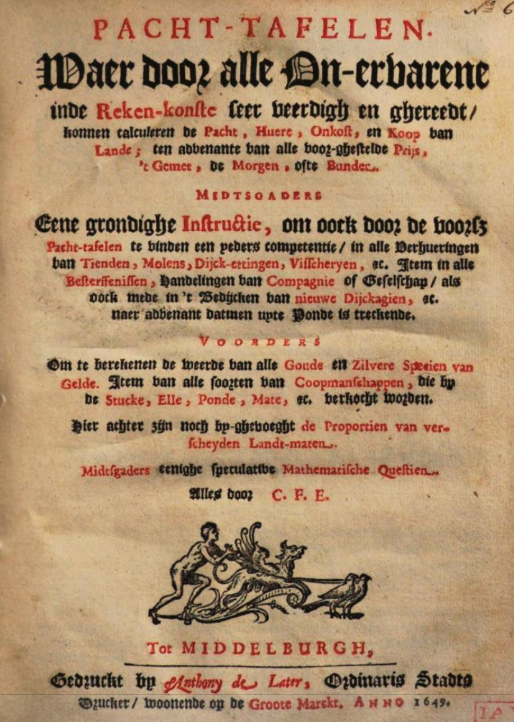 Nº 6
PACHT-TAFELEN.
Waer door alle On-ervarene
inde Reken-konste seer veerdigh en ghereedt/
konnen calculeren de Pacht, Huere, Onkost, en Koop van
Lande; ten advenante van alle voor-ghestelde Prijs,
't Gemet, de Morgen, ofte Bunder.
MIDTSGADERS
Eene grondighe Instructie, om oock door de voorsz
Pacht-tafelen te vinden een yeders competentie/ in alle Verhueringen
van Tienden, Molens, Dijck-ettingen, Visscheryen, ꝛc. Item in alle
Besterffenissen, Handelingen van Compagnie of Geselschap/ als
oock mede in 't Bedijcken van nieuwe Dijckagien, ꝛc.
naer advenant datmen uyte Ponde is treckende.
VOORDERS
Om te berekenen de weerde van alle Goude en Zilvere Specien van
Gelde. Item van alle soorten van Coopmanschappen, die by
de Stucke, Elle, Ponde, Mate, ꝛc. verkocht worden.
Hier achter zijn noch by-ghevoeght de Proportien van ver-
scheyden Landt-maten.
Midtsgaders eenighe speculative Mathematische Questien.
Alles door C. F. E.
Tot MIDDELBURGH,
Gedruckt by Anthony de Later, Ordinaris Stadts
Drucker/ woonende op de Groote Marckt. ANNO 1649.